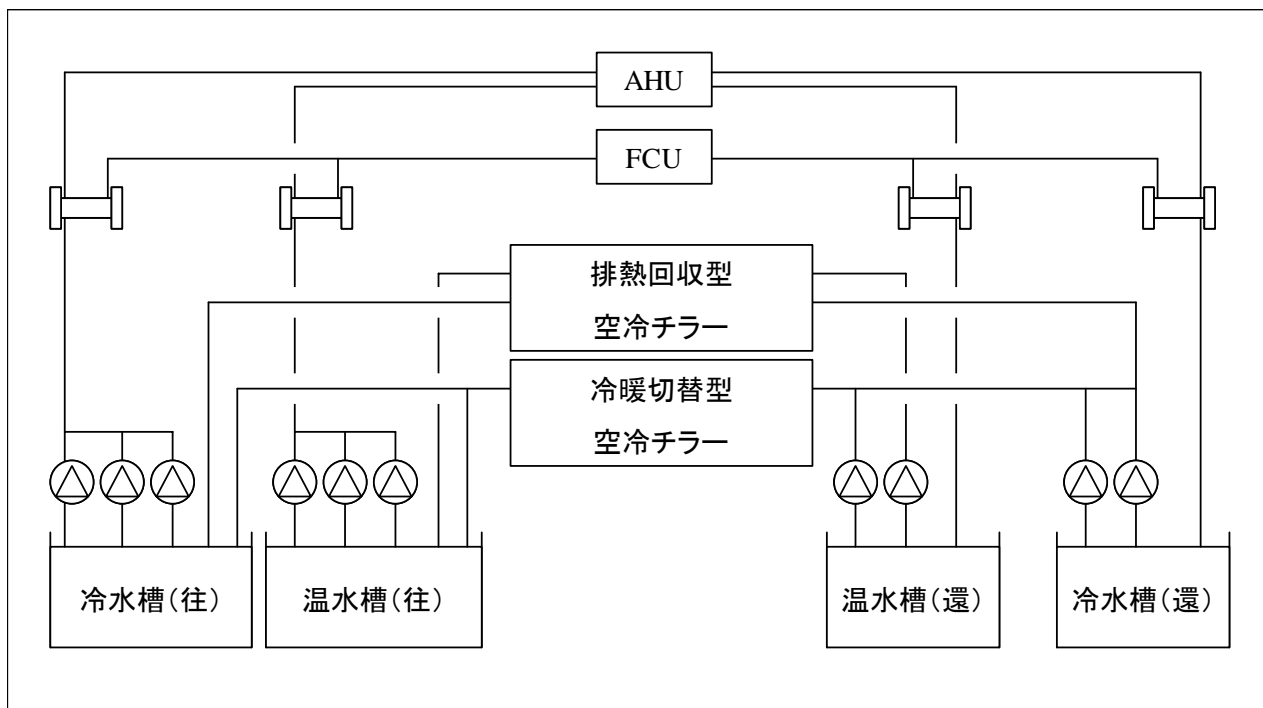 AHU
FCU
排熱回収型
空冷チラー
冷暖切替型
空冷チラー
冷水槽（往）
温水槽（往）
温水槽（還）
冷水槽（還）